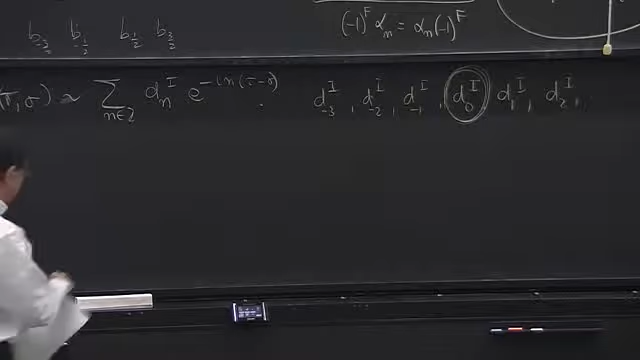 b_{-3/2} b_{-1/2} b_{1/2} b_{3/2}
(-1)^F α_n = α_n (-1)^F
(τ,σ) ~ Σ_{n∈Z} d_n^I e^{-in(τ-σ)}. d_{-3}^I, d_{-2}^I, d_{-1}^I, d_0^I, d_1^I, d_2^I,